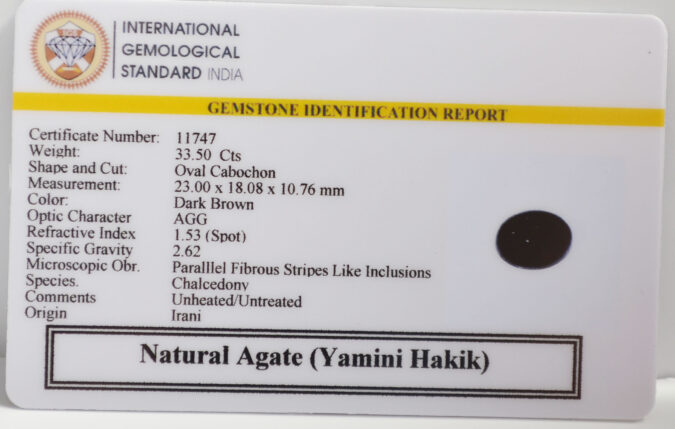 INTERNATIONAL
GEMOLOGICAL
STANDARD INDIA
GEMSTONE IDENTIFICATION REPORT
Certificate Number: 11747
Weight: 33.50 Cts
Shape and Cut: Oval Cabochon
Measurement: 23.00 x 18.08 x 10.76 mm
Color: Dark Brown
Optic Character AGG
Refractive Index 1.53 (Spot)
Specific Gravity 2.62
Microscopic Obr. Paralllel Fibrous Stripes Like Inclusions
Species. Chalcedony
Comments Unheated/Untreated
Origin Irani
Natural Agate (Yamini Hakik)